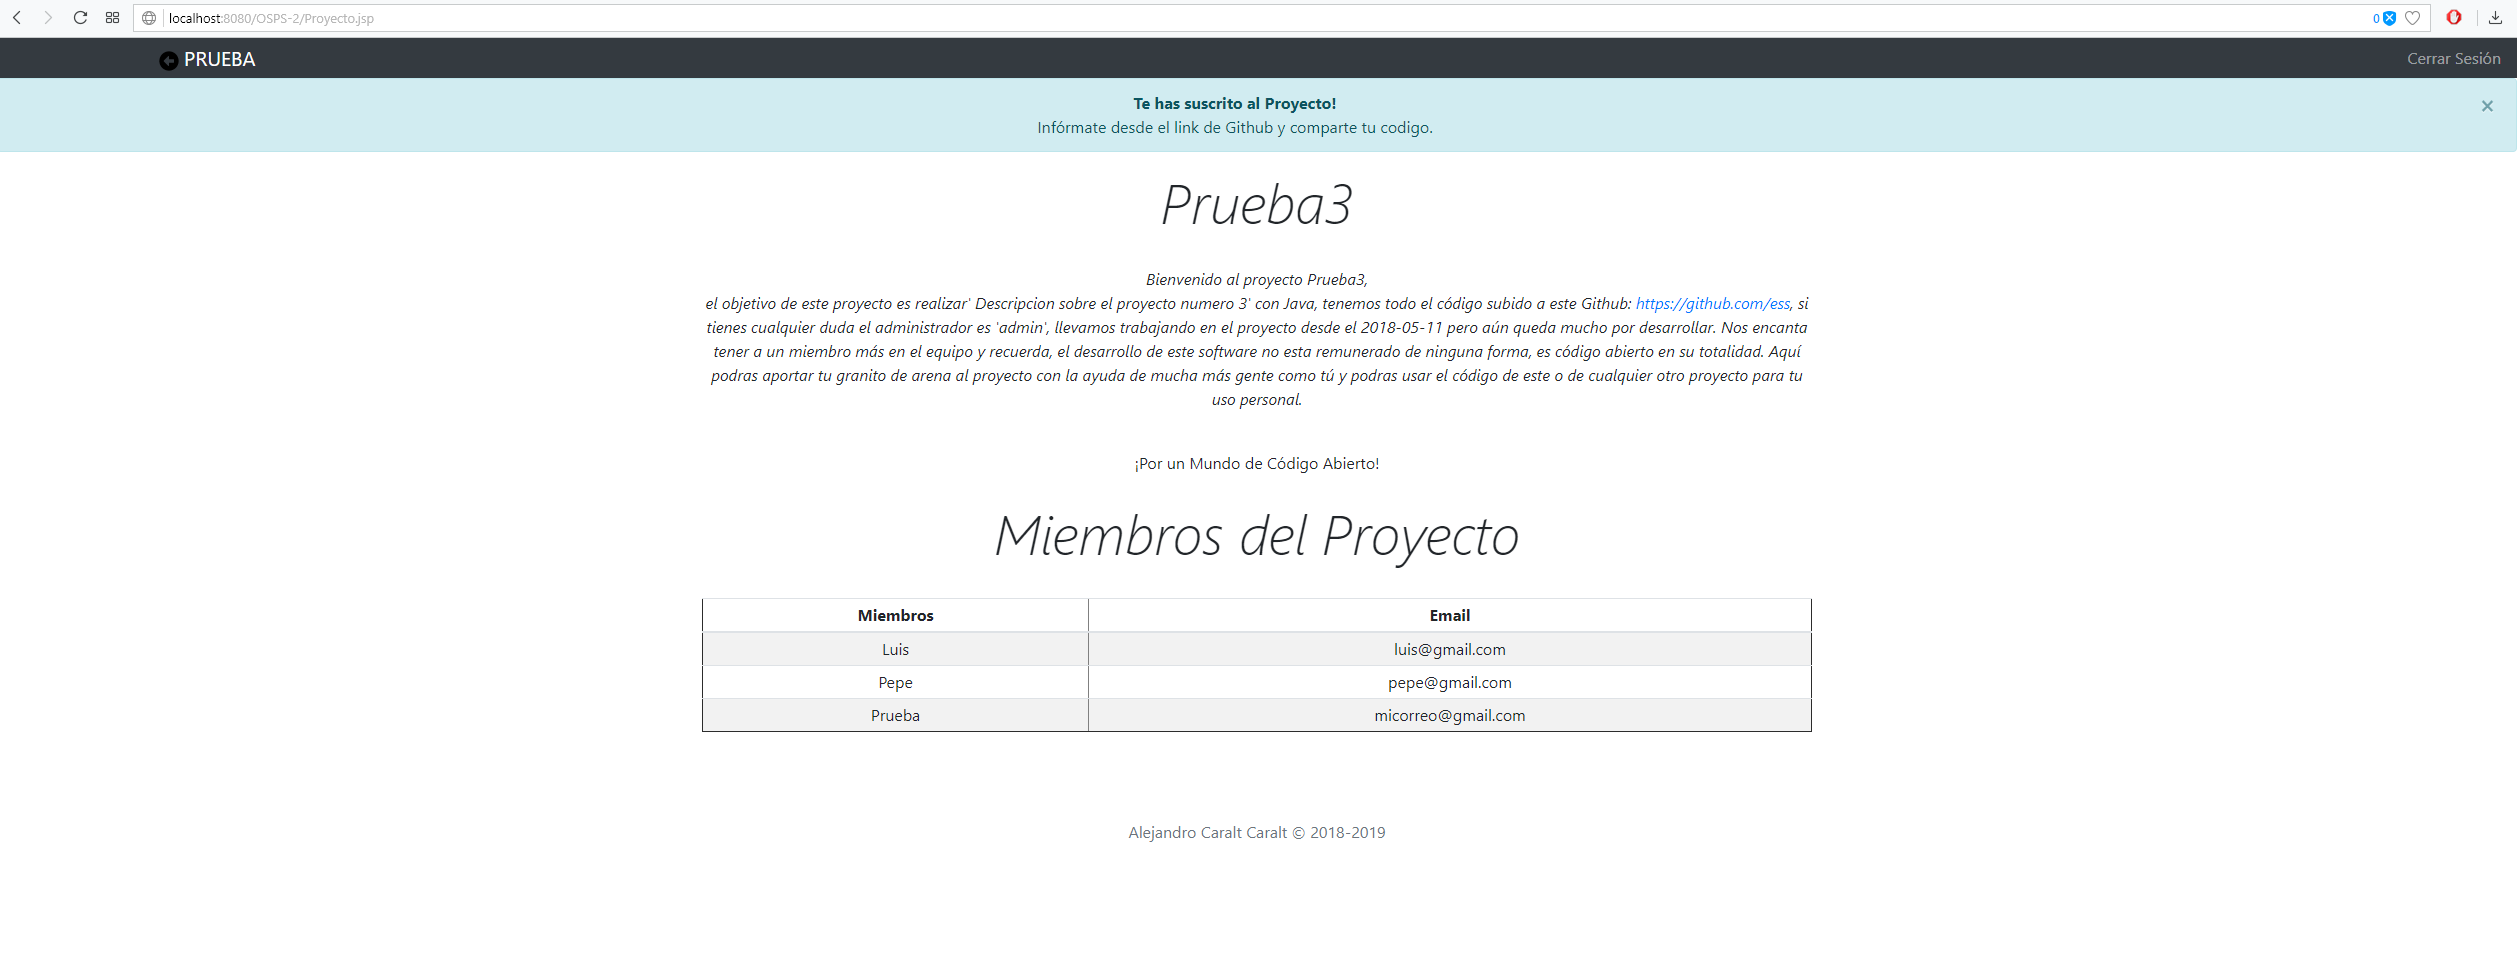 localhost:8080/OSPS-2/Proyecto.jsp
0
PRUEBA
Cerrar Sesión
Te has suscrito al Proyecto!
×
Infórmate desde el link de Github y comparte tu codigo.
Prueba3
Bienvenido al proyecto Prueba3,
el objetivo de este proyecto es realizar' Descripcion sobre el proyecto numero 3' con Java, tenemos todo el código subido a este Github: https://github.com/ess, si
tienes cualquier duda el administrador es 'admin', llevamos trabajando en el proyecto desde el 2018-05-11 pero aún queda mucho por desarrollar. Nos encanta
tener a un miembro más en el equipo y recuerda, el desarrollo de este software no esta remunerado de ninguna forma, es código abierto en su totalidad. Aquí
podras aportar tu granito de arena al proyecto con la ayuda de mucha más gente como tú y podras usar el código de este o de cualquier otro proyecto para tu
uso personal.
¡Por un Mundo de Código Abierto!
Miembros del Proyecto
Miembros Email
Luis luis@gmail.com
Pepe pepe@gmail.com
Prueba micorreo@gmail.com
Alejandro Caralt Caralt © 2018-2019